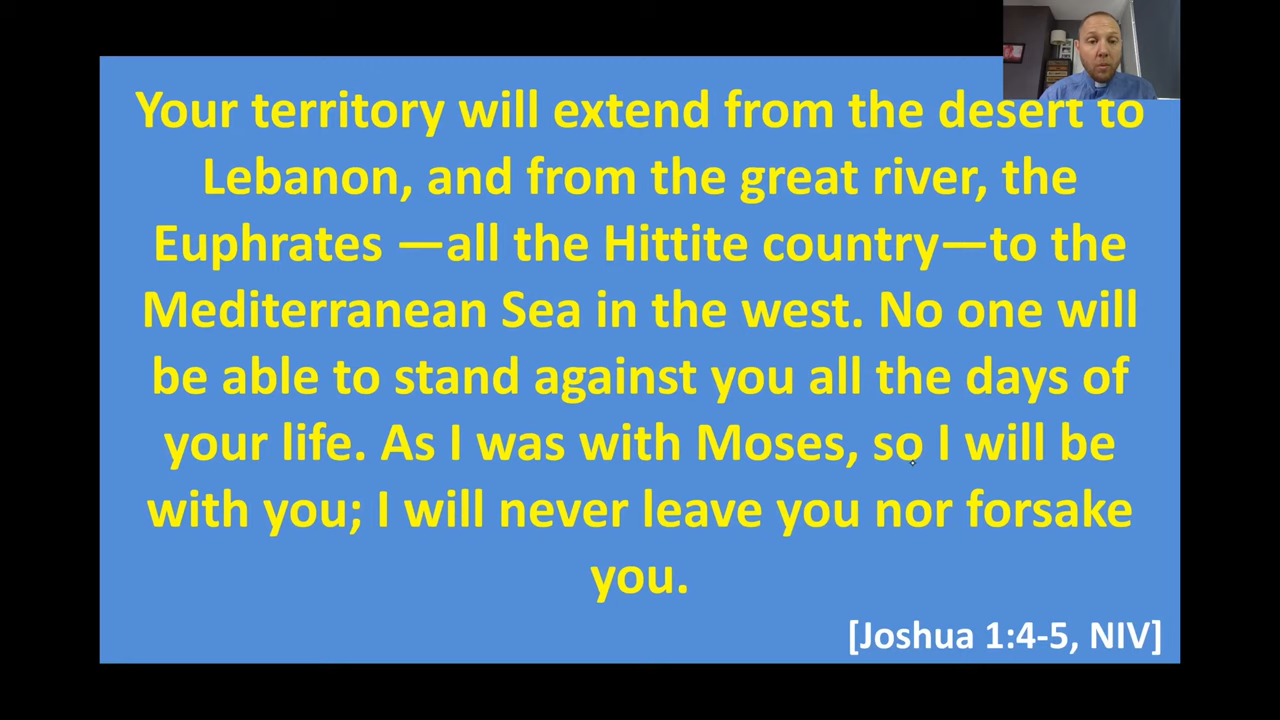 Your territory will extend from the desert to
Lebanon, and from the great river, the
Euphrates —all the Hittite country—to the
Mediterranean Sea in the west. No one will
be able to stand against you all the days of
your life. As I was with Moses, so I will be
with you; I will never leave you nor forsake
you.
[Joshua 1:4-5, NIV]